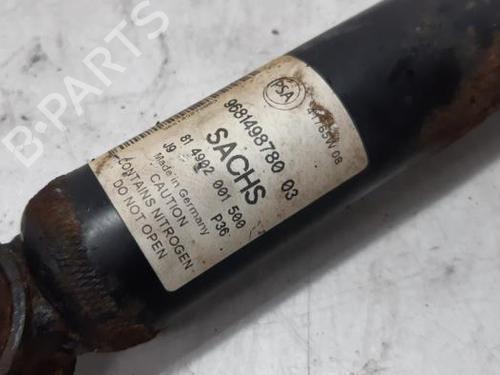 B-PARTS
PSA
9681498780 03
SACHS
81 4902 001 500
J9 P36
Made in Germany
CAUTION
CONTAINS NITROGEN
DO NOT OPEN